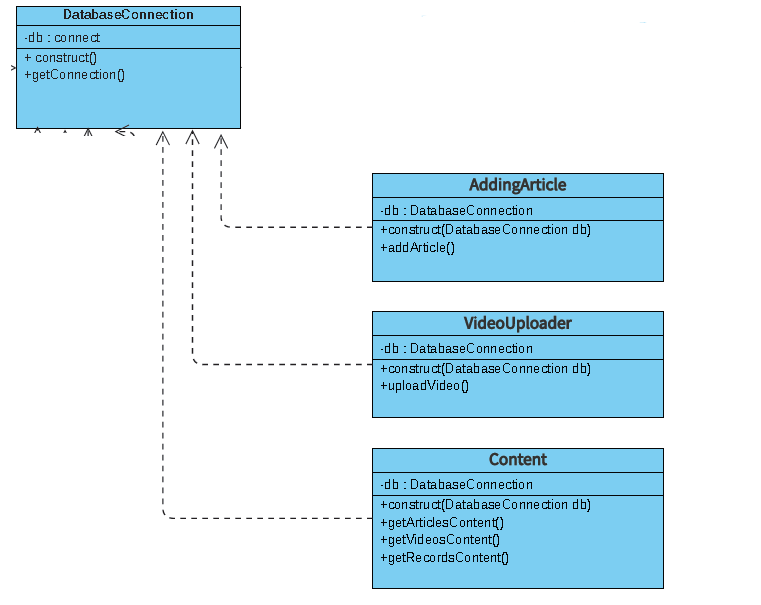 DatabaseConnection
-db : connect
+ construct()
+getConnection()
AddingArticle
-db : DatabaseConnection
+construct(DatabaseConnection db)
+addArticle()
VideoUploader
-db : DatabaseConnection
+construct(DatabaseConnection db)
+uploadVideo()
Content
-db : DatabaseConnection
+construct(DatabaseConnection db)
+getArticlesContent()
+getVideosContent()
+getRecordsContent()